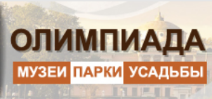 ОЛИМПИАДА
МУЗЕИ ПАРКИ УСАДЬБЫ